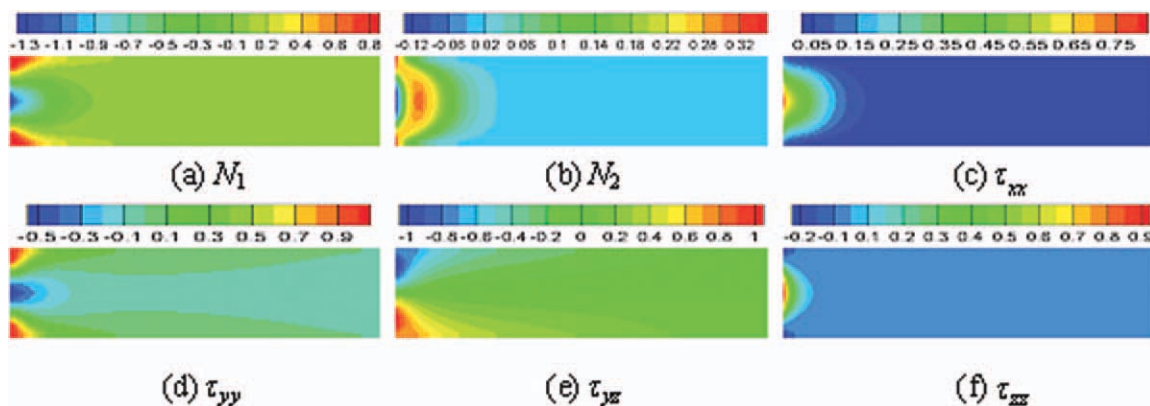 -1.3 -1.1 -0.9 -0.7 -0.5 -0.3 -0.1 0.2 0.4 0.6 0.8
-0.12 -0.05 0.02 0.06 0.1 0.14 0.18 0.22 0.28 0.32
0.05 0.15 0.25 0.35 0.45 0.55 0.65 0.75
(a) N₁
(b) N₂
(c) τₓₓ
-0.5 -0.3 -0.1 0.1 0.3 0.5 0.7 0.9
-1 -0.8 -0.6 -0.4 -0.2 0 0.2 0.4 0.6 0.8 1
-0.2 -0.1 0.1 0.2 0.3 0.4 0.5 0.6 0.7 0.8 0.9
(d) τyy
(e) τyz
(f) τzz